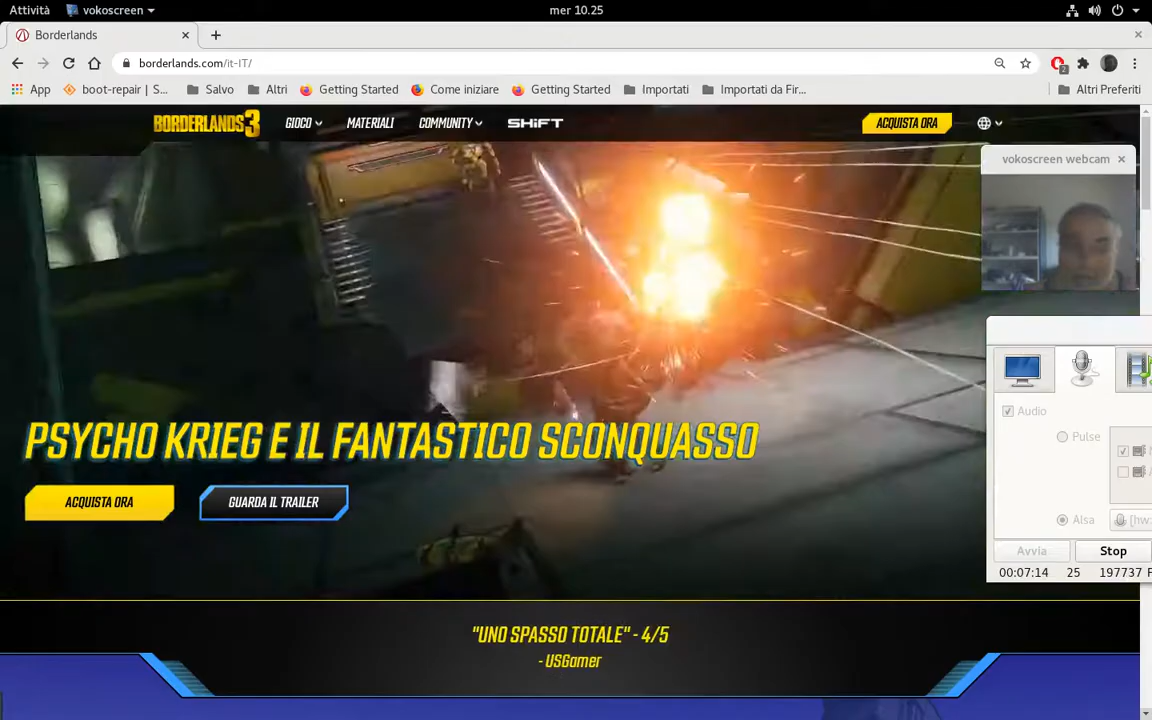 Attività
vokoscreen
mer 10.25
Borderlands
borderlands.com/it-IT/
App
boot-repair | S...
Salvo
Altri
Getting Started
Come iniziare
Getting Started
Importati
Importati da Fir...
Altri Preferiti
BORDERLANDS 3
GIOCO
MATERIALI
COMMUNITY
SHiFT
ACQUISTA ORA
vokoscreen webcam
PSYCHO KRIEG E IL FANTASTICO SCONQUASSO
ACQUISTA ORA
GUARDA IL TRAILER
Audio
Pulse
Alsa
[hw:
Avvia
Stop
00:07:14
25
197737
"UNO SPASSO TOTALE" - 4/5
- USGamer